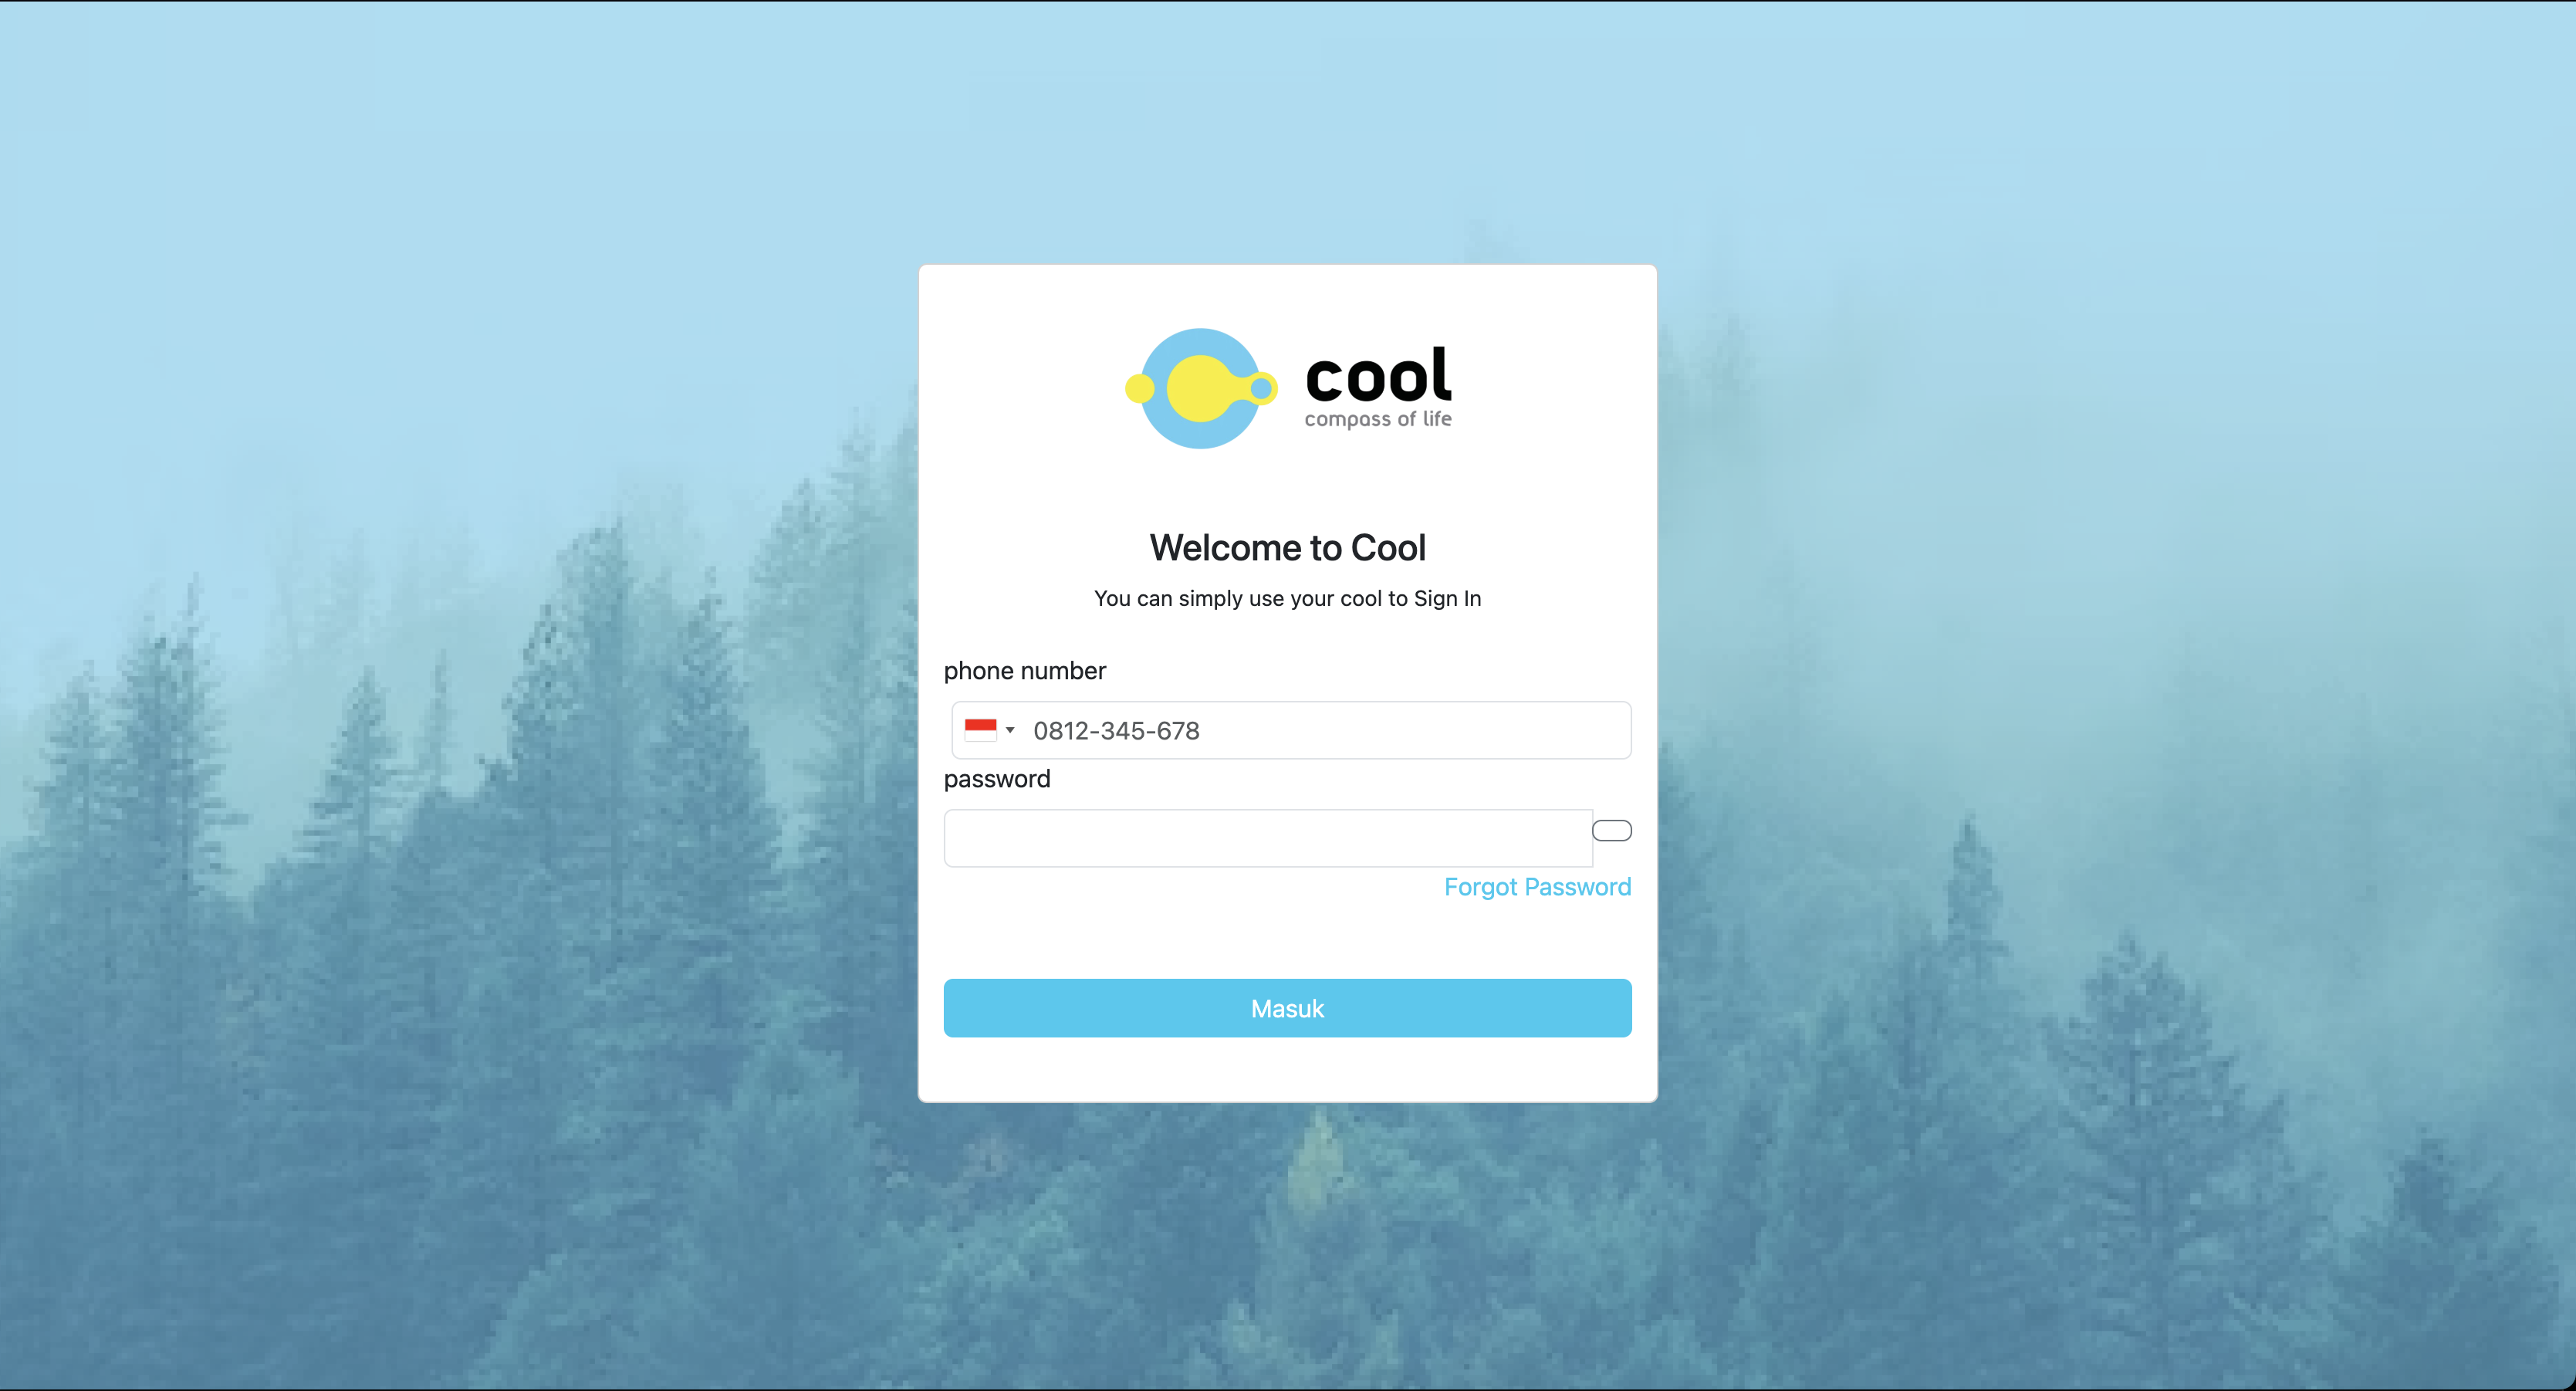 cool
compass of life
Welcome to Cool
You can simply use your cool to Sign In
phone number
0812-345-678
password
Forgot Password
Masuk